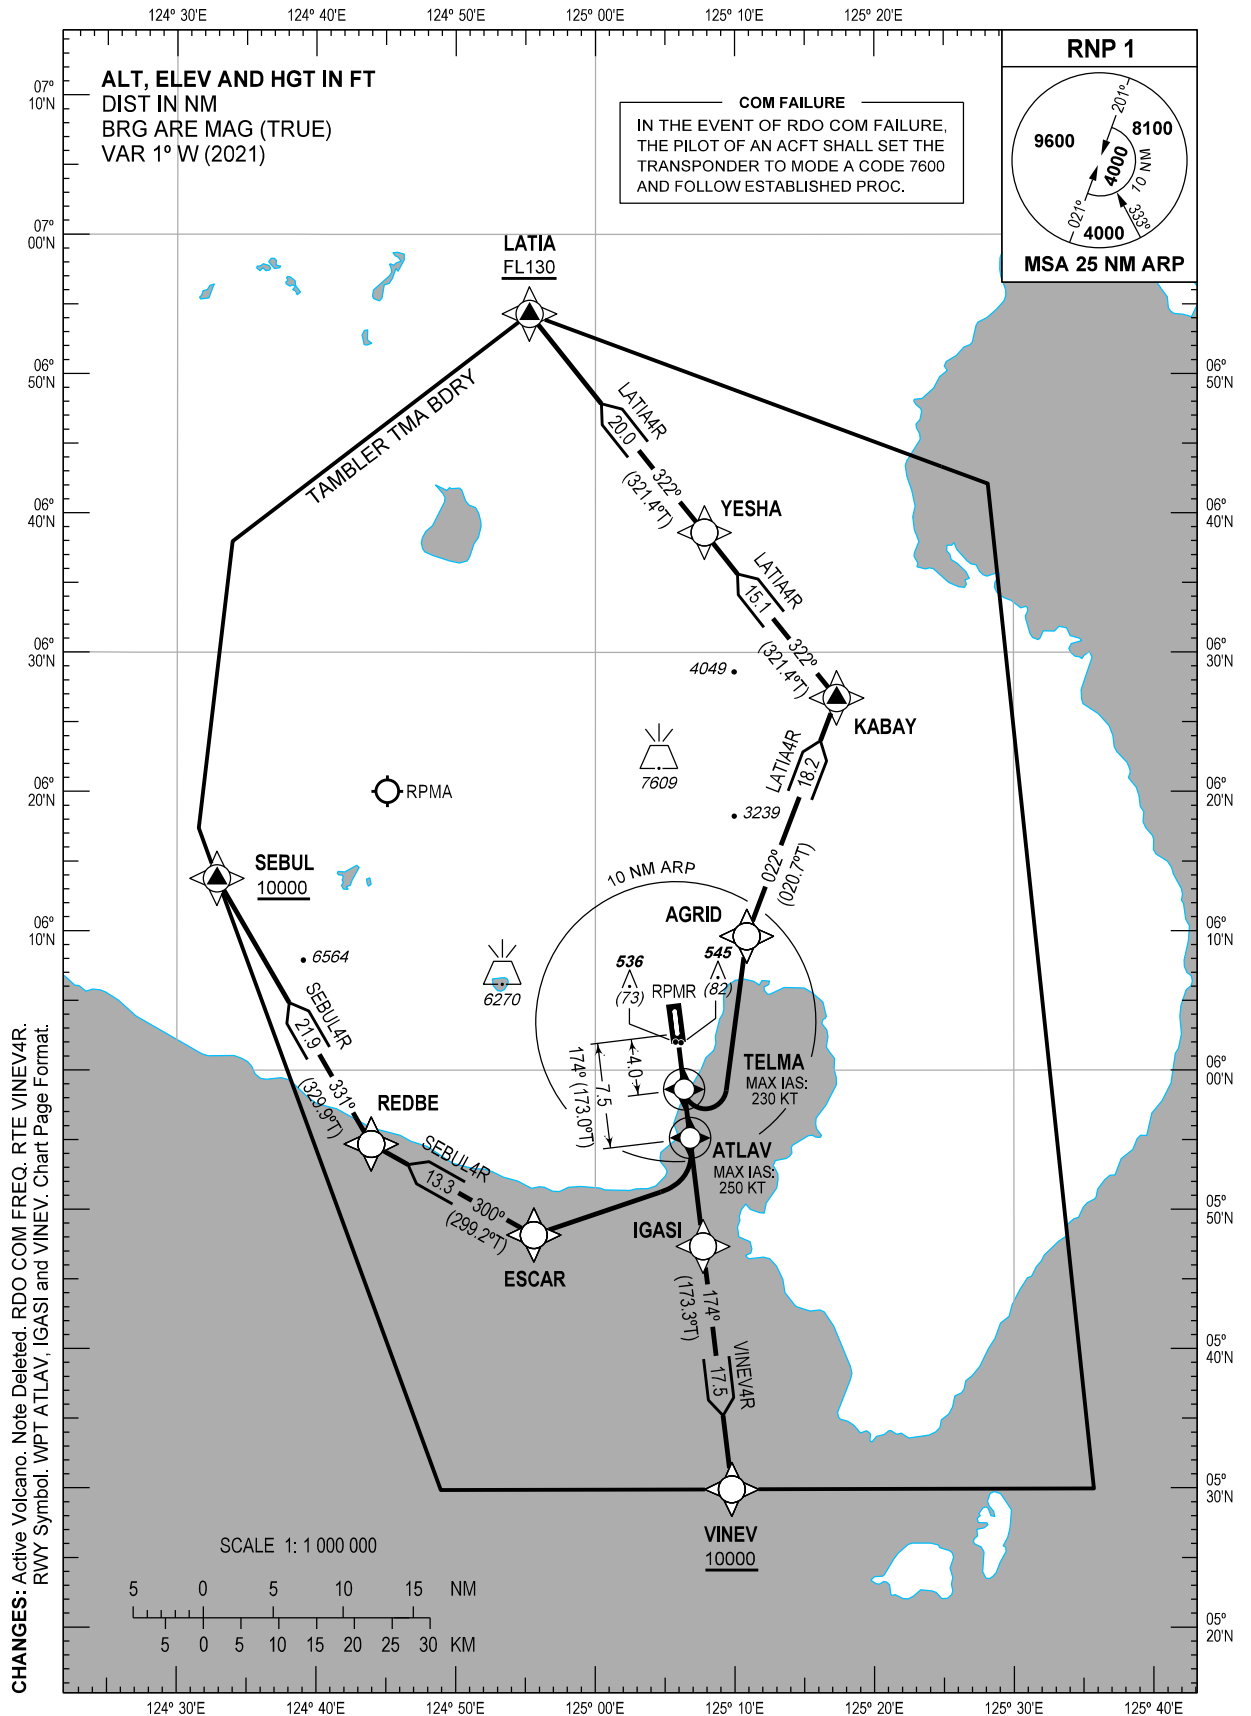 124° 30'E
124° 40'E
124° 50'E
125° 00'E
125° 10'E
125° 20'E
ALT, ELEV AND HGT IN FT
DIST IN NM
BRG ARE MAG (TRUE)
VAR 1° W (2021)
COM FAILURE
IN THE EVENT OF RDO COM FAILURE,
THE PILOT OF AN ACFT SHALL SET THE
TRANSPONDER TO MODE A CODE 7600
AND FOLLOW ESTABLISHED PROC.
RNP 1
201°
9600
8100
4000
10 NM
021°
333°
4000
MSA 25 NM ARP
07°
10'N
07°
00'N
06°
50'N
06°
40'N
06°
30'N
06°
20'N
06°
10'N
06°
50'N
06°
40'N
06°
30'N
06°
20'N
06°
10'N
06°
00'N
05°
50'N
05°
40'N
05°
30'N
05°
20'N
LATIA
FL130
TAMBLER TMA BDRY
LATIA4R
20.0
322°
(321.4°T)
YESHA
LATIA4R
15.1
322°
(321.4°T)
4049
KABAY
7609
LATIA4R
18.2
3239
RPMA
022°
(020.7°T)
SEBUL
10000
10 NM ARP
AGRID
6564
6270
536
(73)
545
(82)
RPMR
SEBUL4R
21.9
331°
(329.9°T)
174° (173.0°T)
7.5
4.0
TELMA
MAX IAS:
230 KT
REDBE
SEBUL4R
13.3
300°
(299.2°T)
ATLAV
MAX IAS:
250 KT
IGASI
ESCAR
174°
(173.3°T)
VINEV4R
17.5
VINEV
10000
SCALE 1: 1 000 000
5 0 5 10 15 NM
5 0 5 10 15 20 25 30 KM
124° 30'E
124° 40'E
124° 50'E
125° 00'E
125° 10'E
125° 20'E
125° 30'E
125° 40'E
CHANGES: Active Volcano. Note Deleted. RDO COM FREQ. RTE VINEV4R.
RWY Symbol. WPT ATLAV, IGASI and VINEV. Chart Page Format.